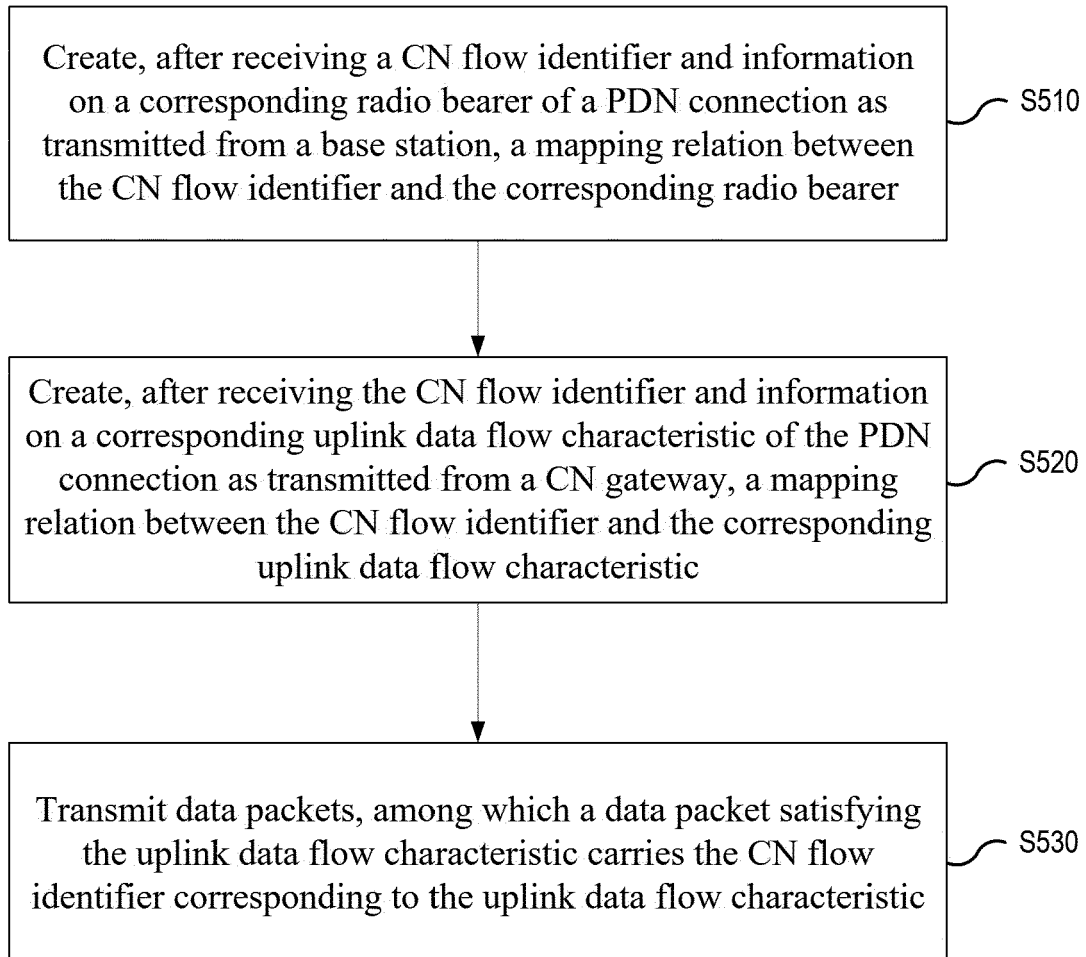 Create, after receiving a CN flow identifier and information
on a corresponding radio bearer of a PDN connection as
transmitted from a base station, a mapping relation between
the CN flow identifier and the corresponding radio bearer
S510
Create, after receiving the CN flow identifier and information
on a corresponding uplink data flow characteristic of the PDN
connection as transmitted from a CN gateway, a mapping
relation between the CN flow identifier and the corresponding
uplink data flow characteristic
S520
Transmit data packets, among which a data packet satisfying
the uplink data flow characteristic carries the CN flow
identifier corresponding to the uplink data flow characteristic
S530